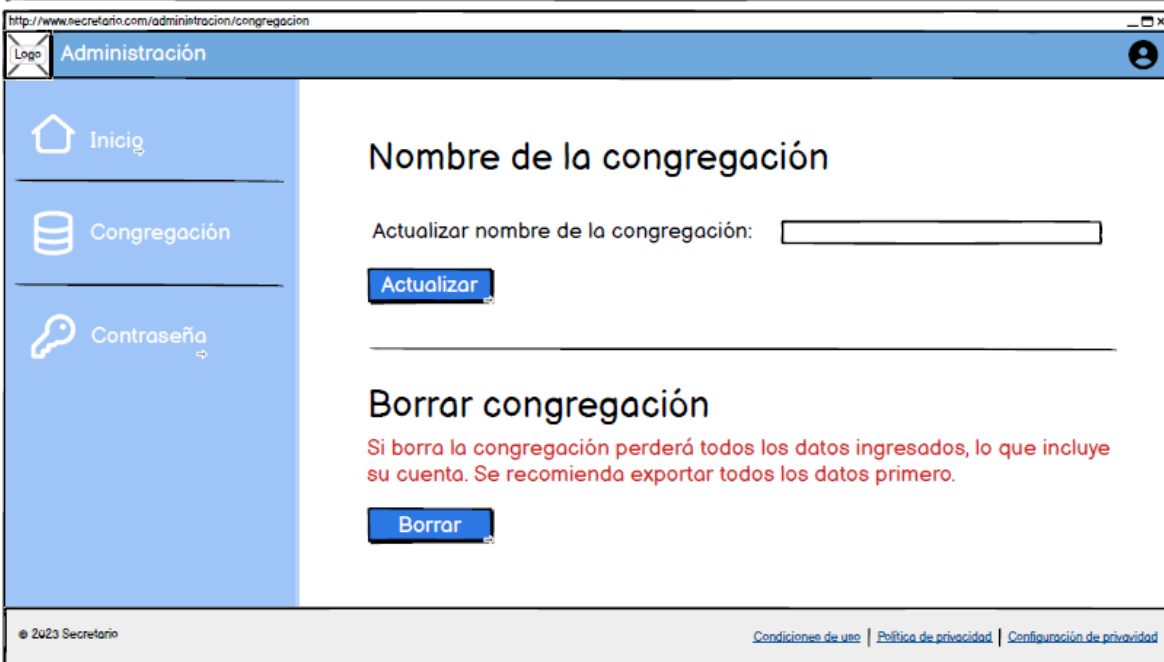 http://www.secretario.com/administracion/congregacion
Logo
Administración
Inicio
Congregación
Contraseña
Nombre de la congregación
Actualizar nombre de la congregación:
Actualizar
Borrar congregación
Si borra la congregación perderá todos los datos ingresados, lo que incluye
su cuenta. Se recomienda exportar todos los datos primero.
Borrar
© 2023 Secretario
Condiciones de uso | Política de privacidad | Configuración de privavidad